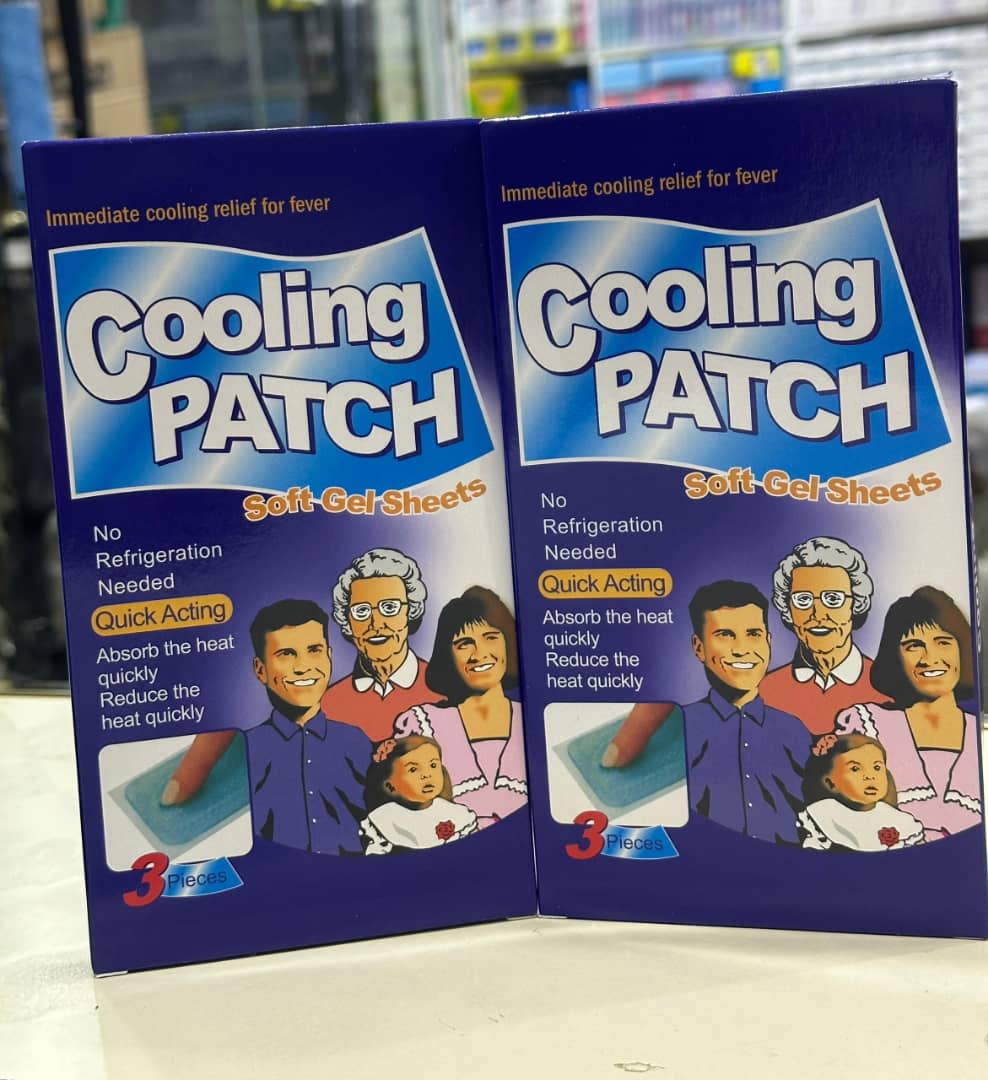 Immediate cooling relief for fever
Cooling
PATCH
Soft Gel Sheets
No
Refrigeration
Needed
Quick Acting
Absorb the heat
quickly
Reduce the
heat quickly
3 Pieces
Immediate cooling relief for fever
Cooling
PATCH
Soft Gel Sheets
No
Refrigeration
Needed
Quick Acting
Absorb the heat
quickly
Reduce the
heat quickly
3 Pieces